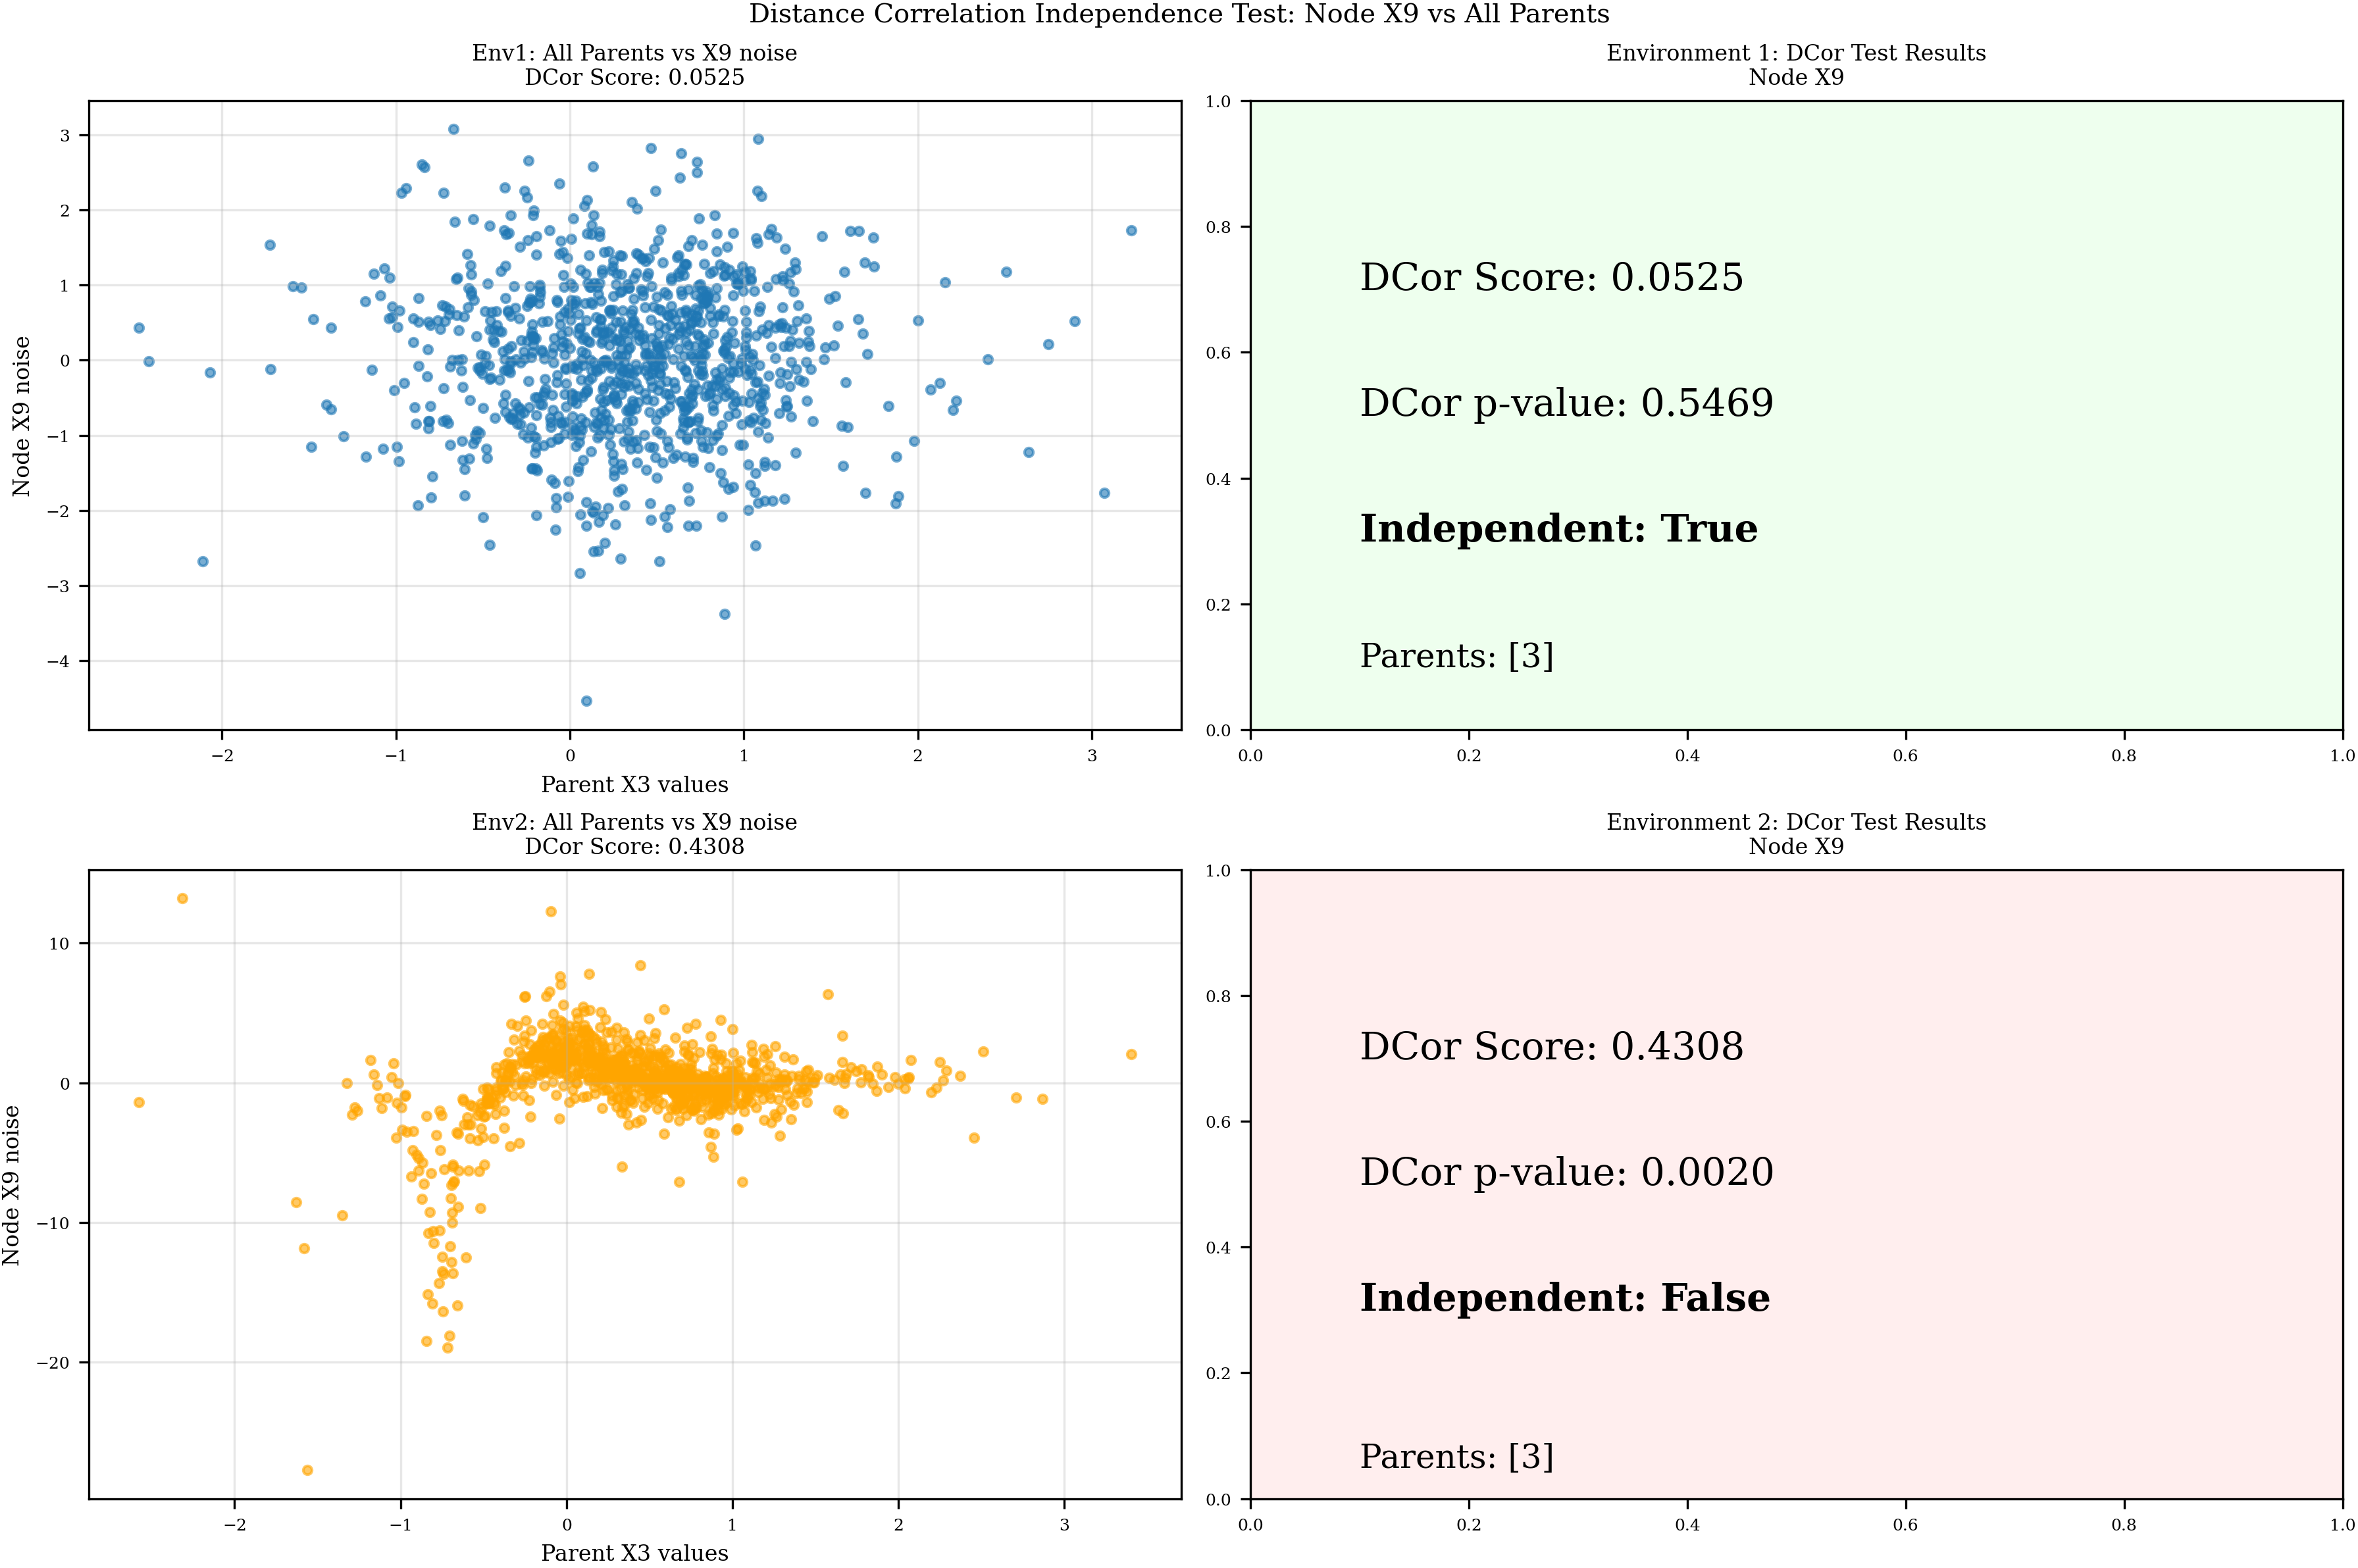 Distance Correlation Independence Test: Node X9 vs All Parents
Env1: All Parents vs X9 noise
DCor Score: 0.0525
3
2
1
0
−1
−2
−3
−4
Node X9 noise
−2
−1
0
1
2
3
Parent X3 values
Environment 1: DCor Test Results
Node X9
1.0
0.8
0.6
0.4
0.2
0.0
DCor Score: 0.0525
DCor p-value: 0.5469
Independent: True
Parents: [3]
0.0
0.2
0.4
0.6
0.8
1.0
Env2: All Parents vs X9 noise
DCor Score: 0.4308
10
0
−10
−20
Node X9 noise
−2
−1
0
1
2
3
Parent X3 values
Environment 2: DCor Test Results
Node X9
1.0
0.8
0.6
0.4
0.2
0.0
DCor Score: 0.4308
DCor p-value: 0.0020
Independent: False
Parents: [3]
0.0
0.2
0.4
0.6
0.8
1.0